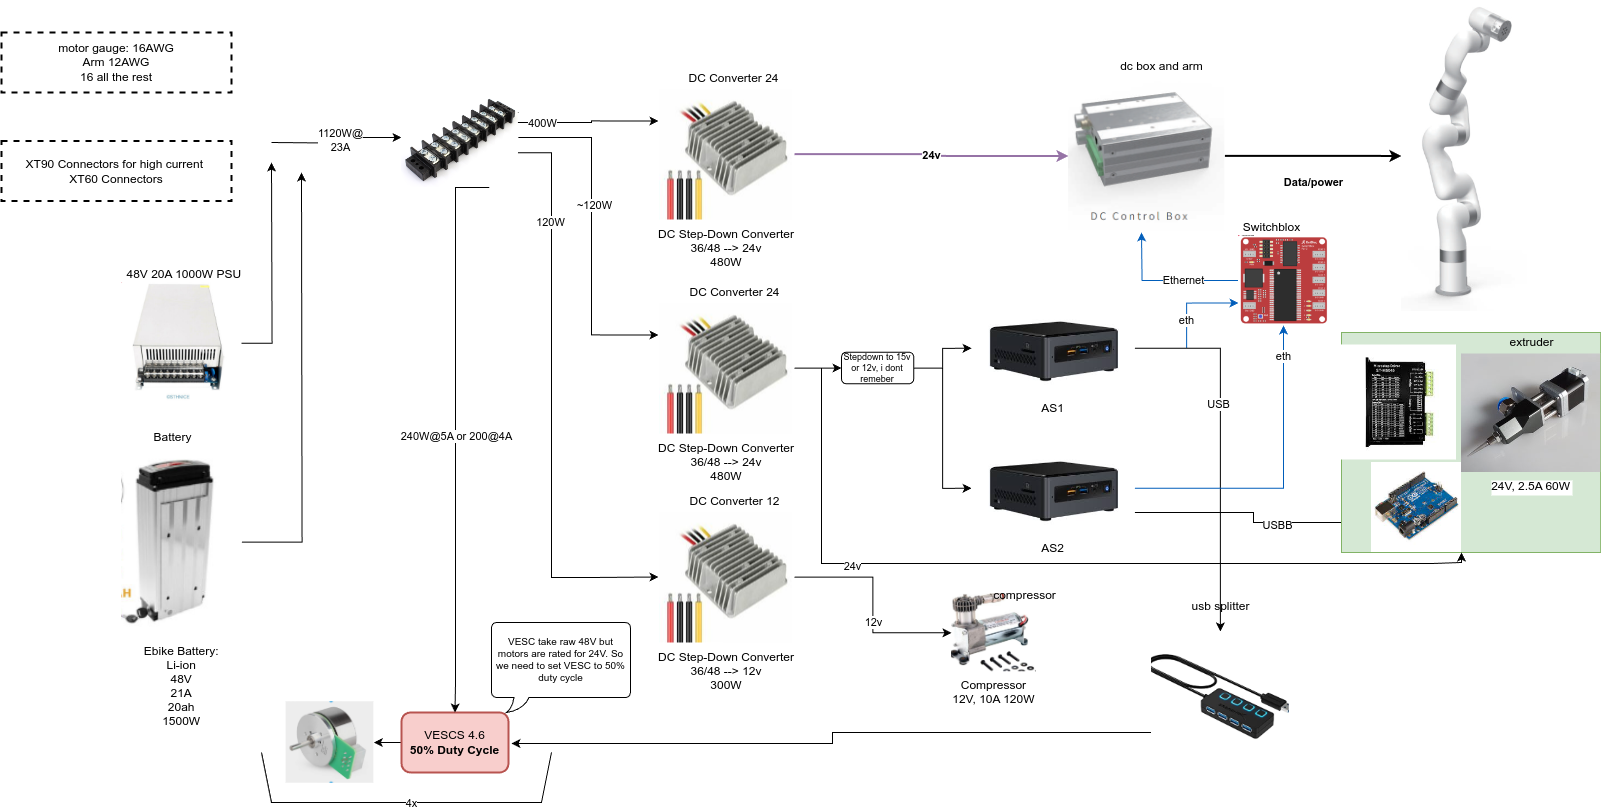 motor gauge: 16AWG
Arm 12AWG
16 all the rest
XT90 Connectors for high current
XT60 Connectors
48V 20A 1000W PSU
Battery
Ebike Battery:
Li-ion
48V
21A
20ah
1500W
1120W@
23A
400W
~120W
120W
240W@5A or 200@4A
DC Converter 24
DC Step-Down Converter
36/48 --> 24v
480W
DC Converter 24
DC Step-Down Converter
36/48 --> 24v
480W
DC Converter 12
DC Step-Down Converter
36/48 --> 12v
300W
24v
dc box and arm
DC Control Box
Data/power
Switchblox
Ethernet
eth
eth
Stepdown to 15v
or 12v, i dont
remeber
AS1
AS2
USB
USBB
extruder
24V, 2.5A 60W
24v
12v
compressor
Compressor
12V, 10A 120W
usb splitter
VESC take raw 48V but
motors are rated for 24V. So
we need to set VESC to 50%
duty cycle
VESCS 4.6
50% Duty Cycle
4x